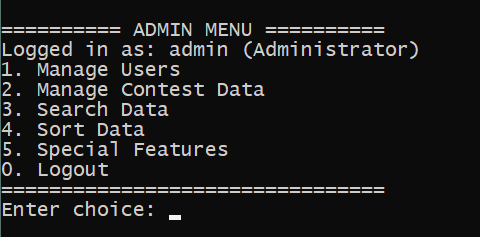 ========== ADMIN MENU ==========
Logged in as: admin (Administrator)
1. Manage Users
2. Manage Contest Data
3. Search Data
4. Sort Data
5. Special Features
0. Logout
================================
Enter choice: